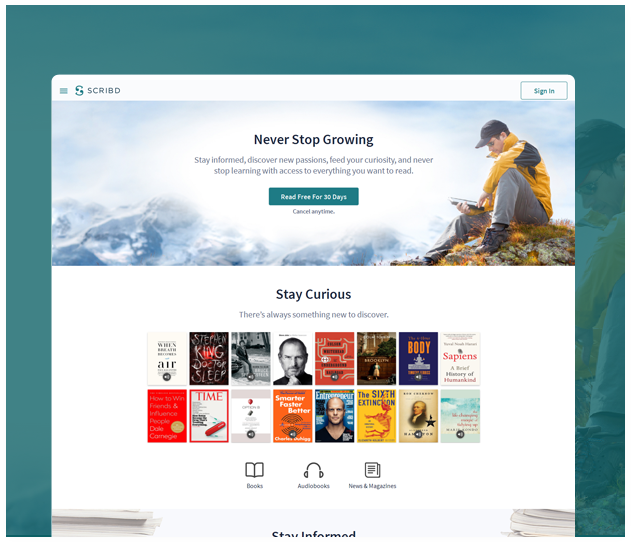 SCRIBD
Sign In
Never Stop Growing
Stay informed, discover new passions, feed your curiosity, and never
stop learning with access to everything you want to read.
Read Free For 30 Days
Cancel anytime.
Stay Curious
There's always something new to discover.
WHEN
BREATH
BECOMES
air
STEPHEN
KING
DOCTOR
SLEEP
BROOKLYN
BODY
Sapiens
A Brief
History of
Humankind
How to Win
Friends &
Influence
People
Dale
Carnegie
TIME
OPTION B
Smarter
Faster
Better
Charles Duhigg
Entrepreneur
The SIXTH
EXTINCTION
RON CHERNOW
Books
Audiobooks
News & Magazines
Stay Informed